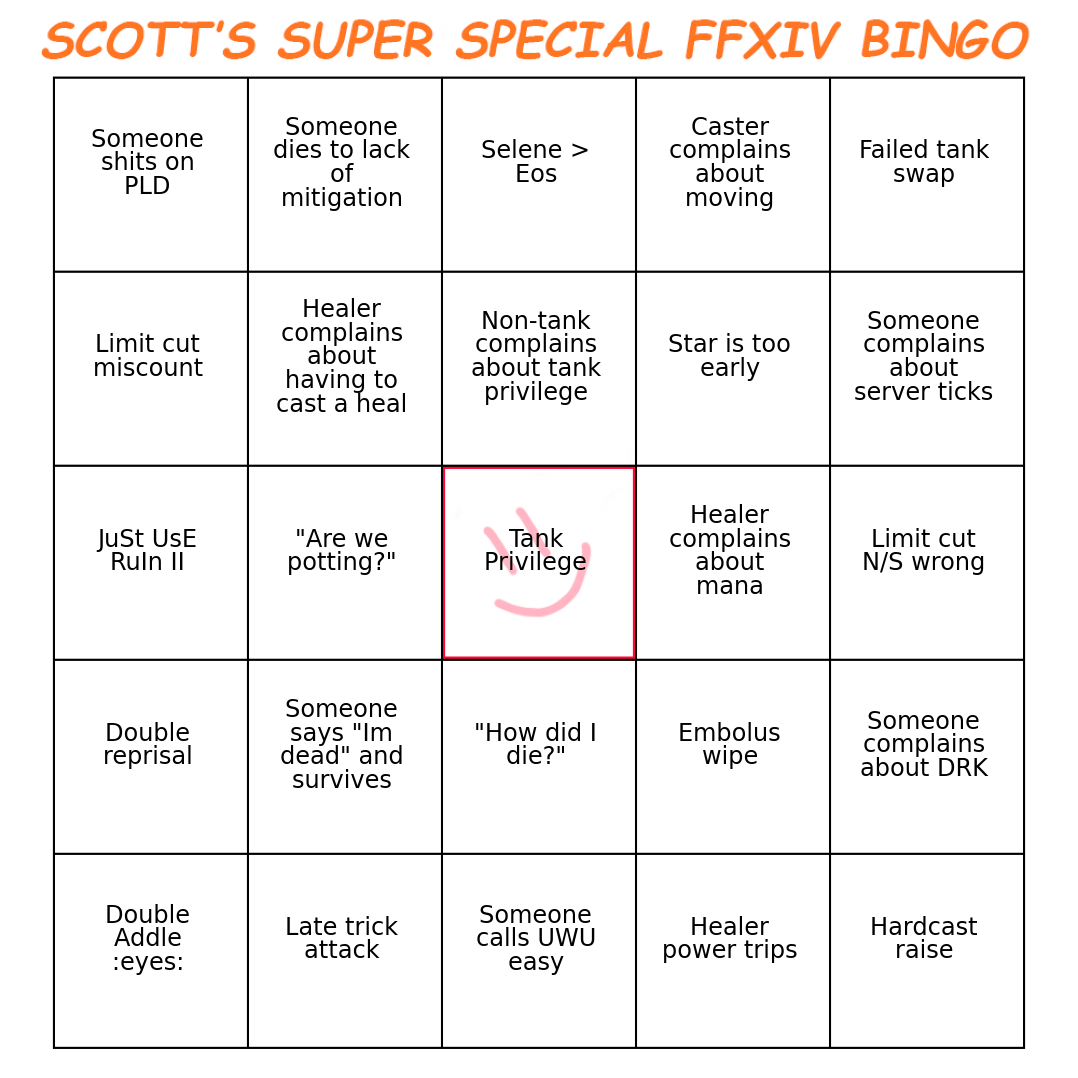 SCOTT'S SUPER SPECIAL FFXIV BINGO
Someone
shits on
PLD
Someone
dies to lack
of
mitigation
Selene >
Eos
Caster
complains
about
moving
Failed tank
swap
Limit cut
miscount
Healer
complains
about
having to
cast a heal
Non-tank
complains
about tank
privilege
Star is too
early
Someone
complains
about
server ticks
JuSt UsE
RuIn II
"Are we
potting?"
Tank
Privilege
Healer
complains
about
mana
Limit cut
N/S wrong
Double
reprisal
Someone
says "Im
dead" and
survives
"How did I
die?"
Embolus
wipe
Someone
complains
about DRK
Double
Addle
:eyes:
Late trick
attack
Someone
calls UWU
easy
Healer
power trips
Hardcast
raise